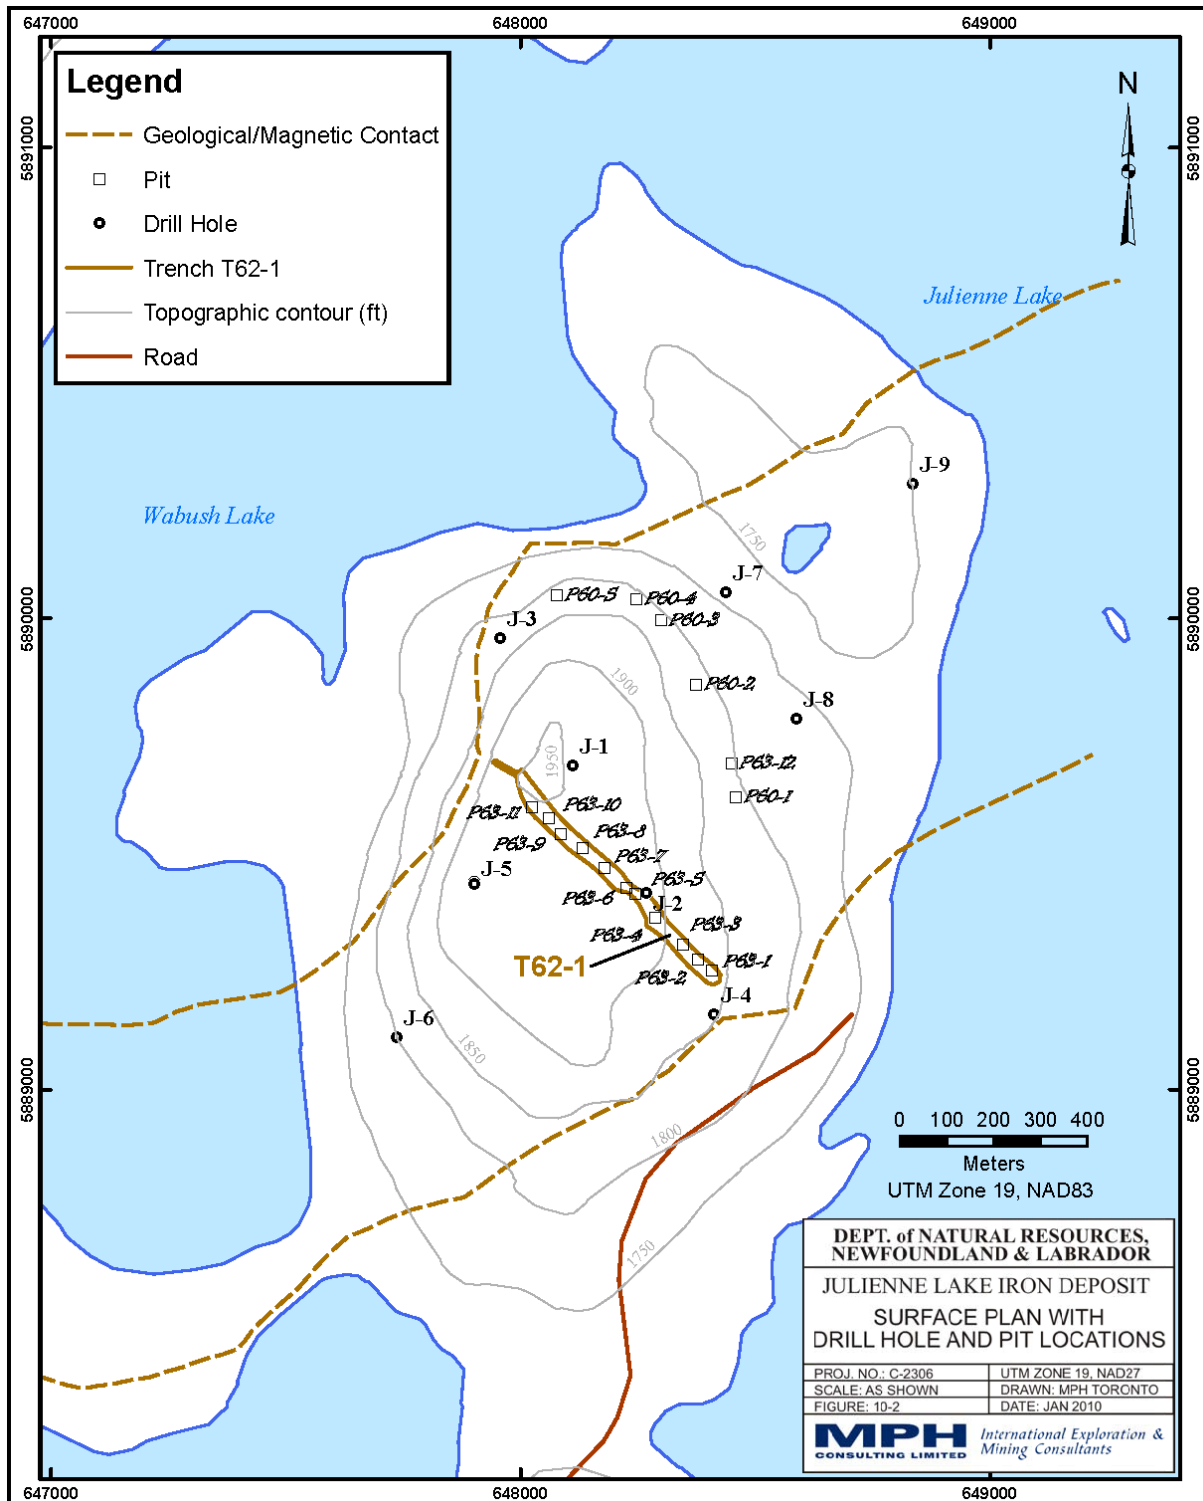 647000 648000 649000
Legend
Geological/Magnetic Contact
Pit
Drill Hole
Trench T62-1
Topographic contour (ft)
Road
N
5891000
5891000
Julienne Lake
Wabush Lake
J-9
1750
J-7
P60-5
P60-4
P60-3
5890000
5890000
J-3
1900
P60-2
J-8
J-1
1950
P63-12
P60-1
P63-11
P63-10
P63-9
P63-8
P63-7
J-5
P63-5
P63-6
J-2
P63-4
P63-3
T62-1
P63-2
P63-1
J-4
J-6
1850
5889000
5889000
0 100 200 300 400
Meters
UTM Zone 19, NAD83
1800
1750
DEPT. of NATURAL RESOURCES,
NEWFOUNDLAND & LABRADOR
JULIENNE LAKE IRON DEPOSIT
SURFACE PLAN WITH
DRILL HOLE AND PIT LOCATIONS
PROJ. NO.: C-2306 UTM ZONE 19, NAD27
SCALE: AS SHOWN DRAWN: MPH TORONTO
FIGURE: 10-2 DATE: JAN 2010
MPH
CONSULTING LIMITED
International Exploration &
Mining Consultants
647000 648000 649000